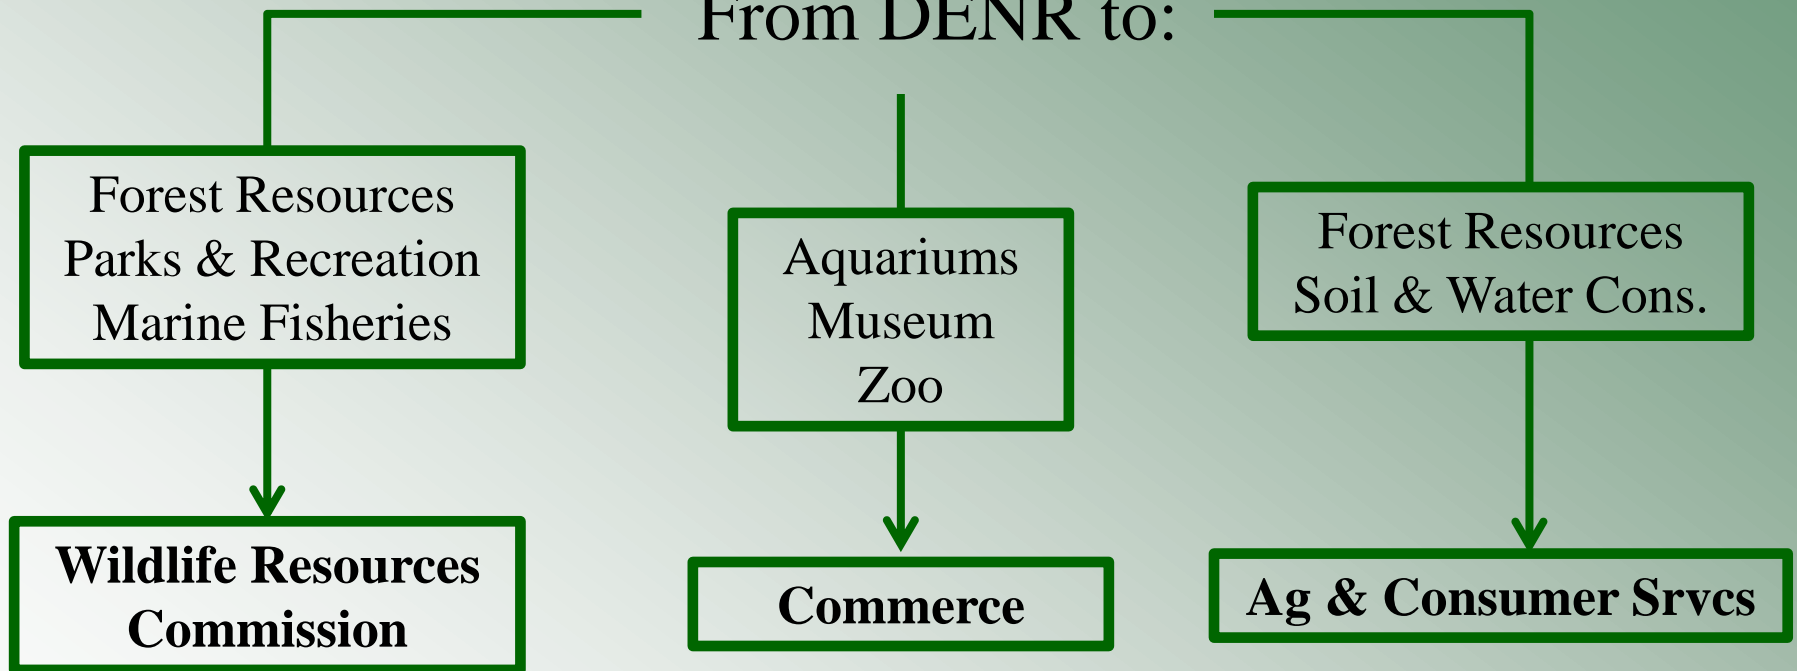 From DENR to:
Forest Resources
Parks & Recreation
Marine Fisheries
Aquariums
Museum
Zoo
Forest Resources
Soil & Water Cons.
Wildlife Resources
Commission
Commerce
Ag & Consumer Srvcs